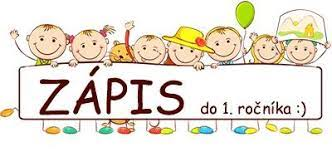 ZÁPIS do 1. ročníka :)